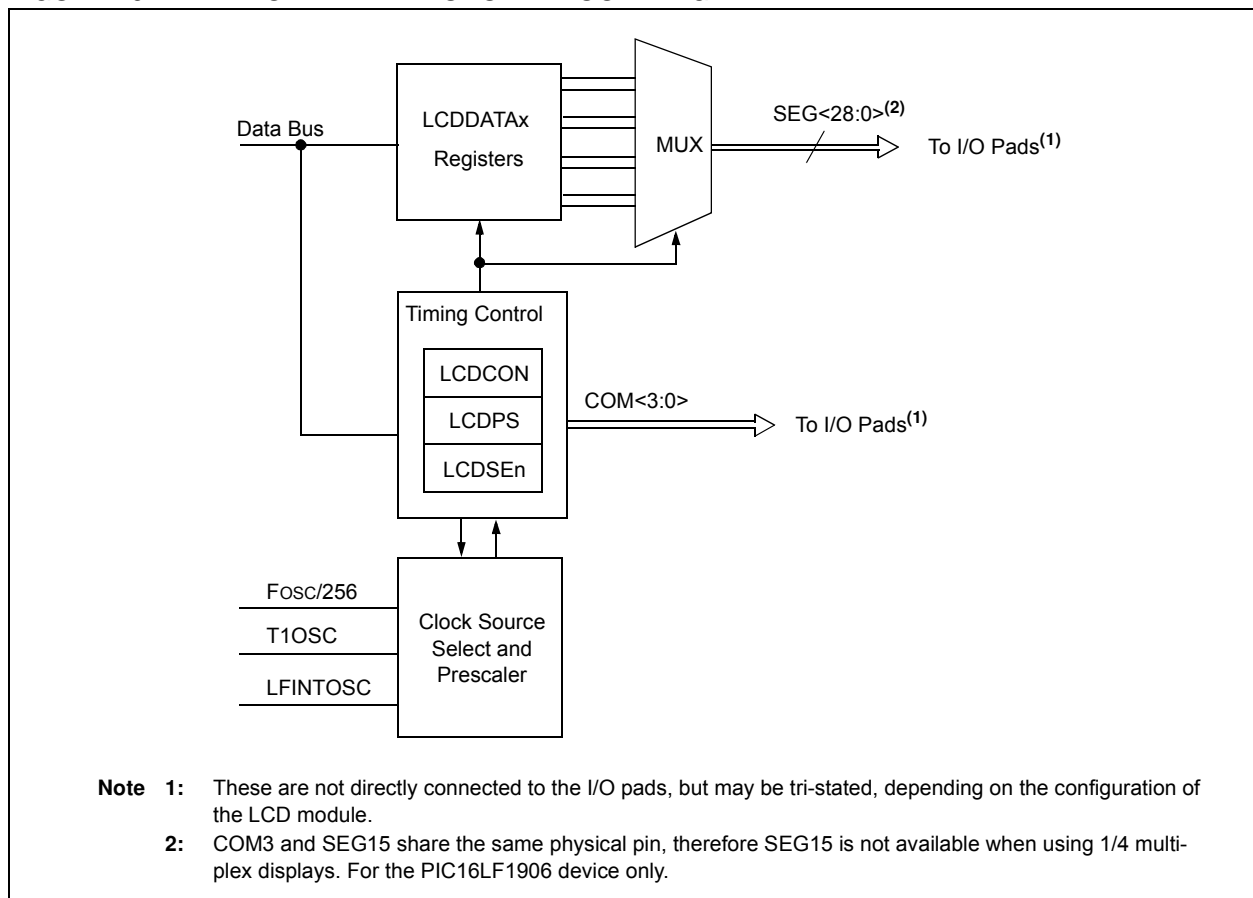 Data Bus
LCDDATAx
Registers
MUX
SEG<28:0>(2)
To I/O Pads(1)
Timing Control
LCDCON
LCDPS
LCDSEn
COM<3:0>
To I/O Pads(1)
Fosc/256
T1OSC
LFINTOSC
Clock Source
Select and
Prescaler
Note 1: These are not directly connected to the I/O pads, but may be tri-stated, depending on the configuration of
the LCD module.
2: COM3 and SEG15 share the same physical pin, therefore SEG15 is not available when using 1/4 multi-
plex displays. For the PIC16LF1906 device only.